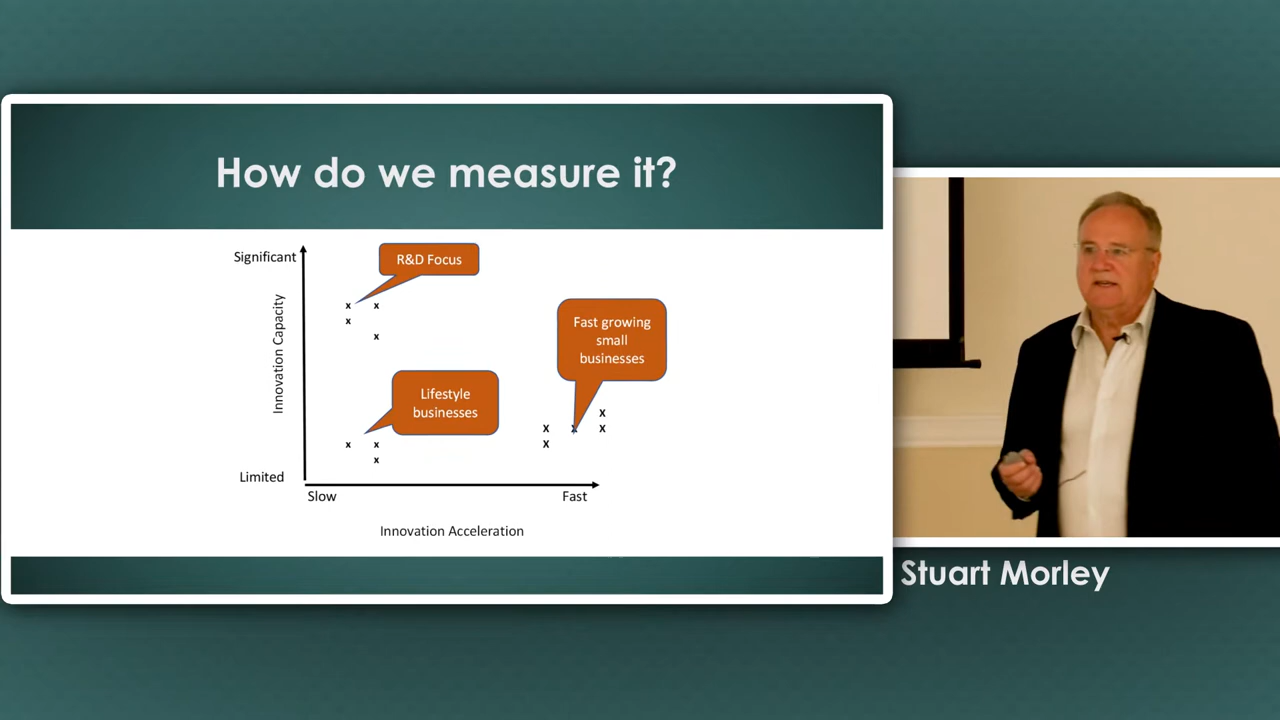 How do we measure it?
Significant
R&D Focus
x x
x
x
Innovation Capacity
Fast growing
small
businesses
Lifestyle
businesses
x
x x x
x x x
x
Limited
Slow
Fast
Innovation Acceleration
Stuart Morley